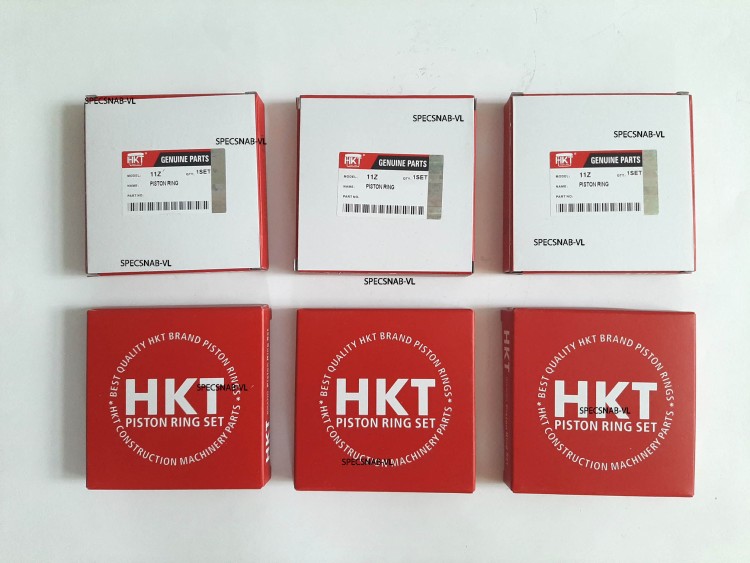 SPECSNAB-VL
SPECSNAB-VL
HKT GENUINE PARTS
MODEL: 11Z QTY. 1SET
NAME: PISTON RING
PART NO:
SPECSNAB-VL
SPECSNAB-VL
HKT GENUINE PARTS
MODEL: 11Z QTY. 1SET
NAME: PISTON RING
PART NO:
SPECSNAB-VL
SPECSNAB-VL
HKT GENUINE PARTS
MODEL: 11Z QTY. 1SET
NAME: PISTON RING
PART NO:
SPECSNAB-VL
* BEST QUALITY HKT BRAND PISTON RINGS *
HKT
SPECSNAB-VL
PISTON RING SET
HKT CONSTRUCTION MACHINERY PARTS
HKT
* BEST QUALITY HKT BRAND PISTON RINGS *
HKT
PISTON RING SET
HKT CONSTRUCTION MACHINERY PARTS
SPECSNAB-VL
HKT
* BEST QUALITY HKT BRAND PISTON RINGS *
HKT
SPECSNAB-VL
PISTON RING SET
HKT CONSTRUCTION MACHINERY PARTS